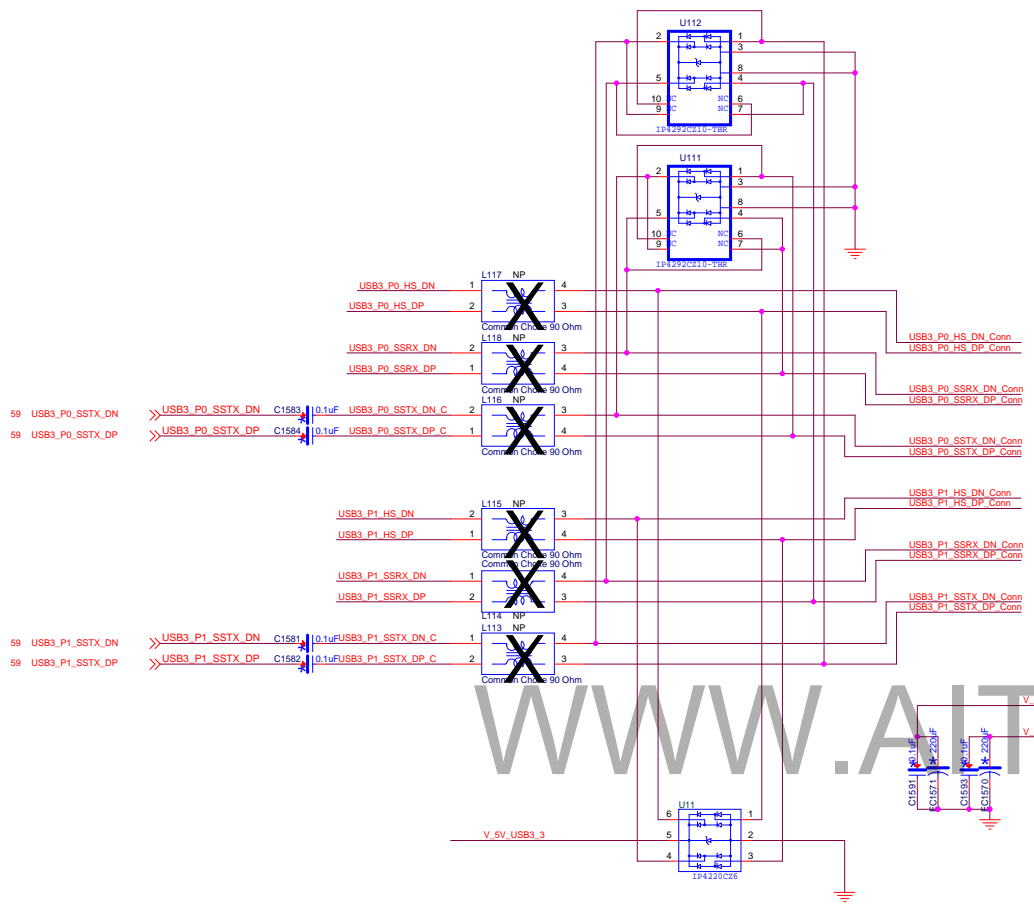 U112
2 1
3
8
5 4
10 NC NC 6
9 NC NC 7
IP4292CZ10-TBR
U111
2 1
3
8
5 4
10 NC NC 6
9 NC NC 7
IP4292CZ10-TBR
L117 NP
USB3_P0_HS_DN 1 4
USB3_P0_HS_DP 2 3
Common Choke 90 Ohm
USB3_P0_HS_DN_Conn
USB3_P0_HS_DP_Conn
L118 NP
USB3_P0_SSRX_DN 2 3
USB3_P0_SSRX_DP 1 4
USB3_P0_SSRX_DN_Conn
USB3_P0_SSRX_DP_Conn
L116 NP
59 USB3_P0_SSTX_DN USB3_P0_SSTX_DN C1583 0.1uF USB3_P0_SSTX_DN_C 2 3
59 USB3_P0_SSTX_DP USB3_P0_SSTX_DP C1584 0.1uF USB3_P0_SSTX_DP_C 1 4
Common Choke 90 Ohm
USB3_P0_SSTX_DN_Conn
USB3_P0_SSTX_DP_Conn
L115 NP
USB3_P1_HS_DN 2 3
USB3_P1_HS_DP 1 4
Common Choke 90 Ohm
USB3_P1_HS_DN_Conn
USB3_P1_HS_DP_Conn
Common Choke 90 Ohm
USB3_P1_SSRX_DN 1 4
USB3_P1_SSRX_DP 2 3
L114 NP
USB3_P1_SSRX_DN_Conn
USB3_P1_SSRX_DP_Conn
USB3_P1_SSTX_DN_Conn
USB3_P1_SSTX_DP_Conn
L113 NP
59 USB3_P1_SSTX_DN USB3_P1_SSTX_DN C1581 0.1uF USB3_P1_SSTX_DN_C 1 4
59 USB3_P1_SSTX_DP USB3_P1_SSTX_DP C1582 0.1uF USB3_P1_SSTX_DP_C 2 3
Common Choke 90 Ohm
WWW.AIT
V_
V_
C1591 0.1uF
EC1571 220uF
C1593 0.1uF
EC1570 220uF
U11
6 1
V_5V_USB3_3 5 2
4 3
IP4220CZ6